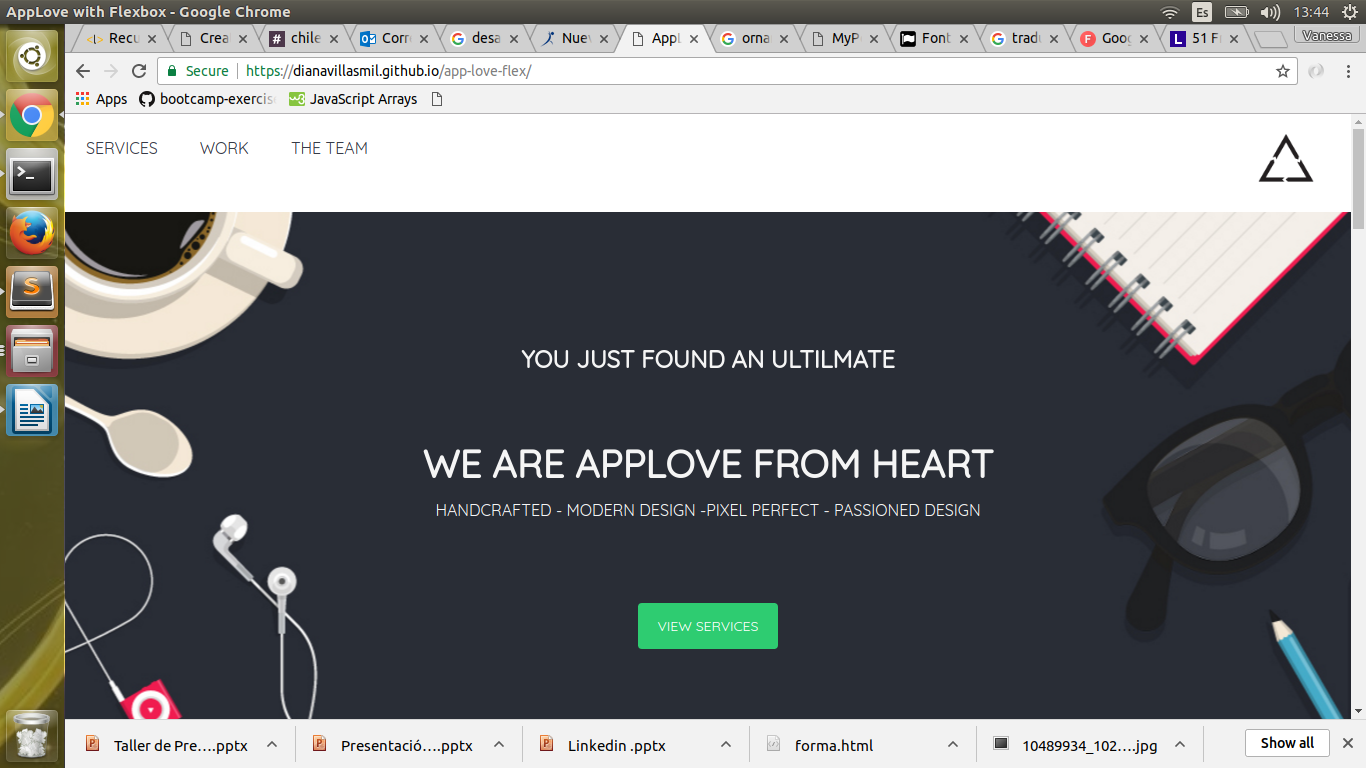 AppLove with Flexbox - Google Chrome
Es
13:44
Recu
Crea
chile
Corr
desa
Nuev
AppL
orna
MyP
Font
trad
Goog
51 F
Vanessa
Secure
https://dianavillasmil.github.io/app-love-flex/
Apps
bootcamp-exercis
JavaScript Arrays
SERVICES
WORK
THE TEAM
YOU JUST FOUND AN ULTILMATE
WE ARE APPLOVE FROM HEART
HANDCRAFTED - MODERN DESIGN -PIXEL PERFECT - PASSIONED DESIGN
VIEW SERVICES
Taller de Pre....pptx
Presentació....pptx
Linkedin .pptx
forma.html
10489934_102....jpg
Show all